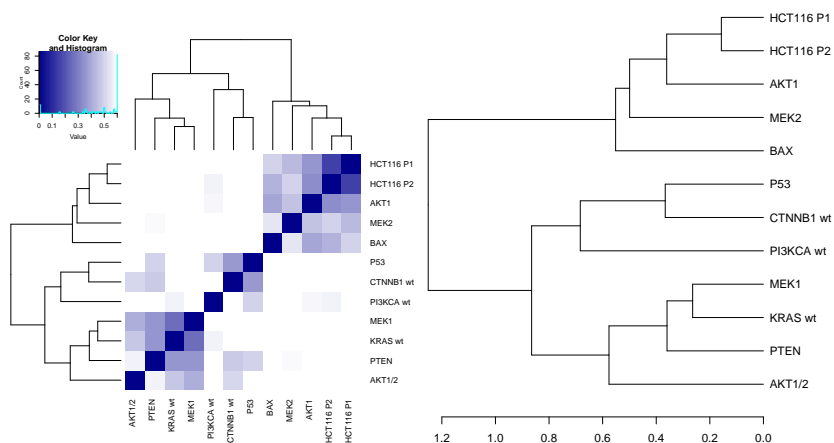 Color Key
and Histogram
Count
0 20 40 60 80
0 0.1 0.3 0.5
Value
HCT116 P1
HCT116 P2
AKT1
MEK2
BAX
P53
CTNNB1 wt
PI3KCA wt
MEK1
KRAS wt
PTEN
AKT1/2
AKT1/2
PTEN
KRAS wt
MEK1
PI3KCA wt
CTNNB1 wt
P53
BAX
MEK2
AKT1
HCT116 P2
HCT116 P1
HCT116 P1
HCT116 P2
AKT1
MEK2
BAX
P53
CTNNB1 wt
PI3KCA wt
MEK1
KRAS wt
PTEN
AKT1/2
1.2 1.0 0.8 0.6 0.4 0.2 0.0